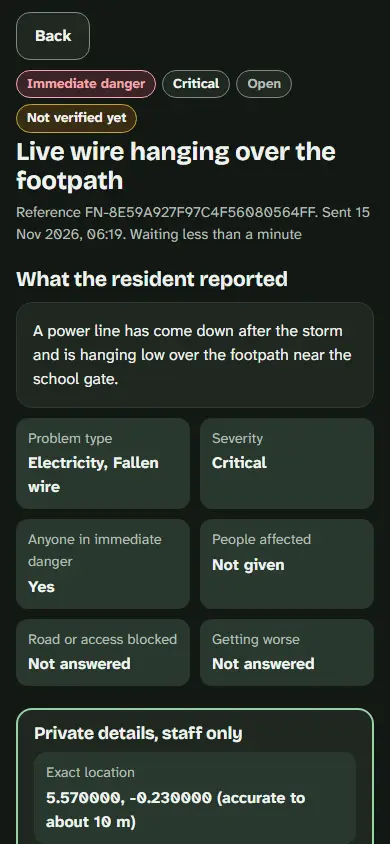 Back
Immediate danger
Critical
Open
Not verified yet
Live wire hanging over the
footpath
Reference FN-8E59A927F97C4F56080564FF. Sent 15
Nov 2026, 06:19. Waiting less than a minute
What the resident reported
A power line has come down after the storm
and is hanging low over the footpath near the
school gate.
Problem type
Electricity, Fallen
wire
Severity
Critical
Anyone in immediate
danger
Yes
People affected
Not given
Road or access blocked
Not answered
Getting worse
Not answered
Private details, staff only
Exact location
5.570000, -0.230000 (accurate to
about 10 m)